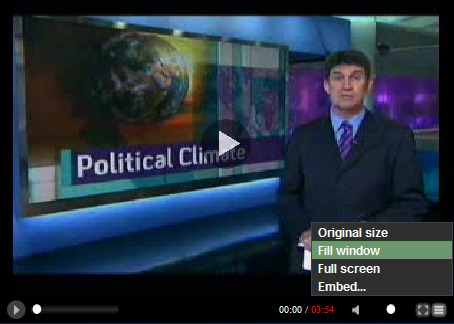 Political Climate
Original size
Fill window
Full screen
Embed...
00:00 / 03:54